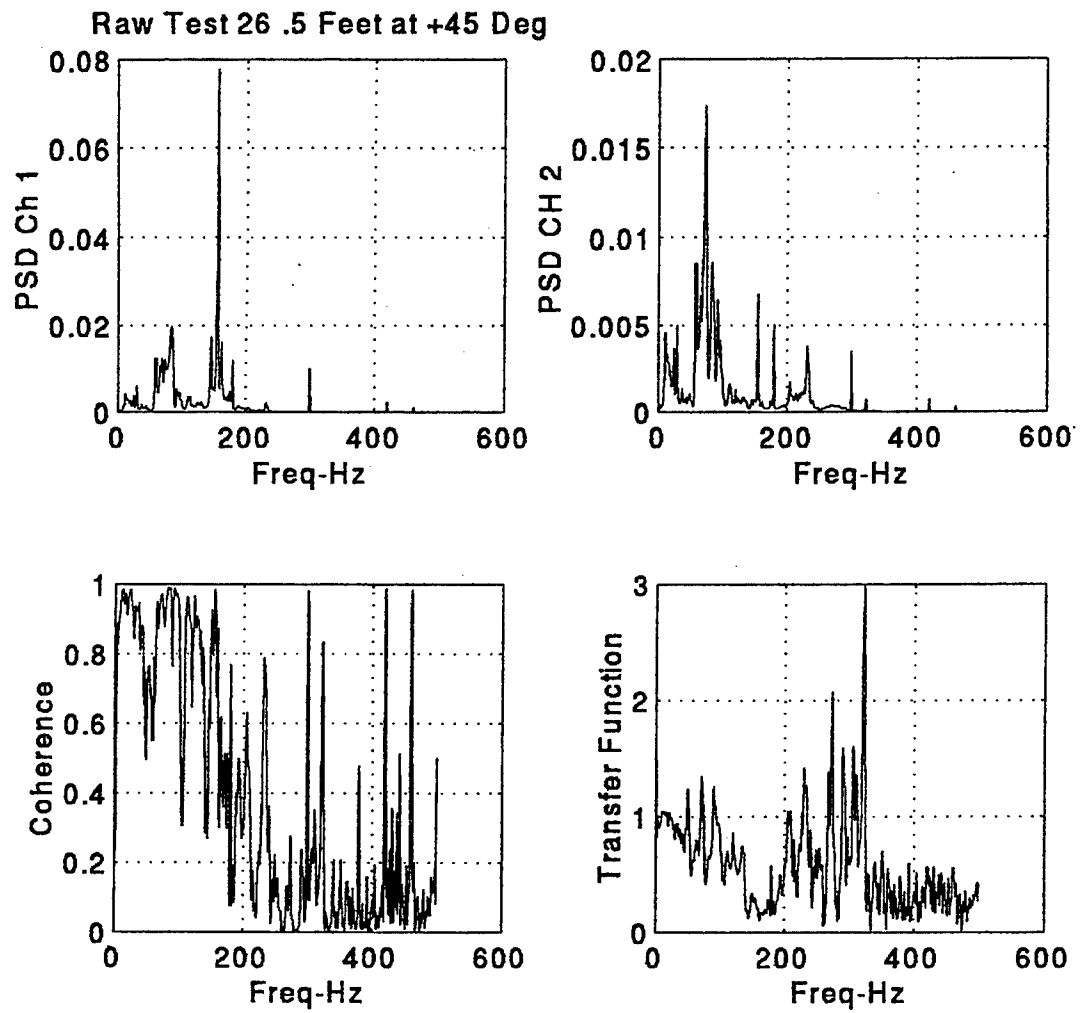 Raw Test 26 .5 Feet at +45 Deg
0.08
0.06
0.04
0.02
0
PSD Ch 1
0 200 400 600
Freq-Hz
0.02
0.015
0.01
0.005
0
PSD CH 2
0 200 400 600
Freq-Hz
1
0.8
0.6
0.4
0.2
0
Coherence
0 200 400 600
Freq-Hz
3
2
1
0
Transfer Function
0 200 400 600
Freq-Hz